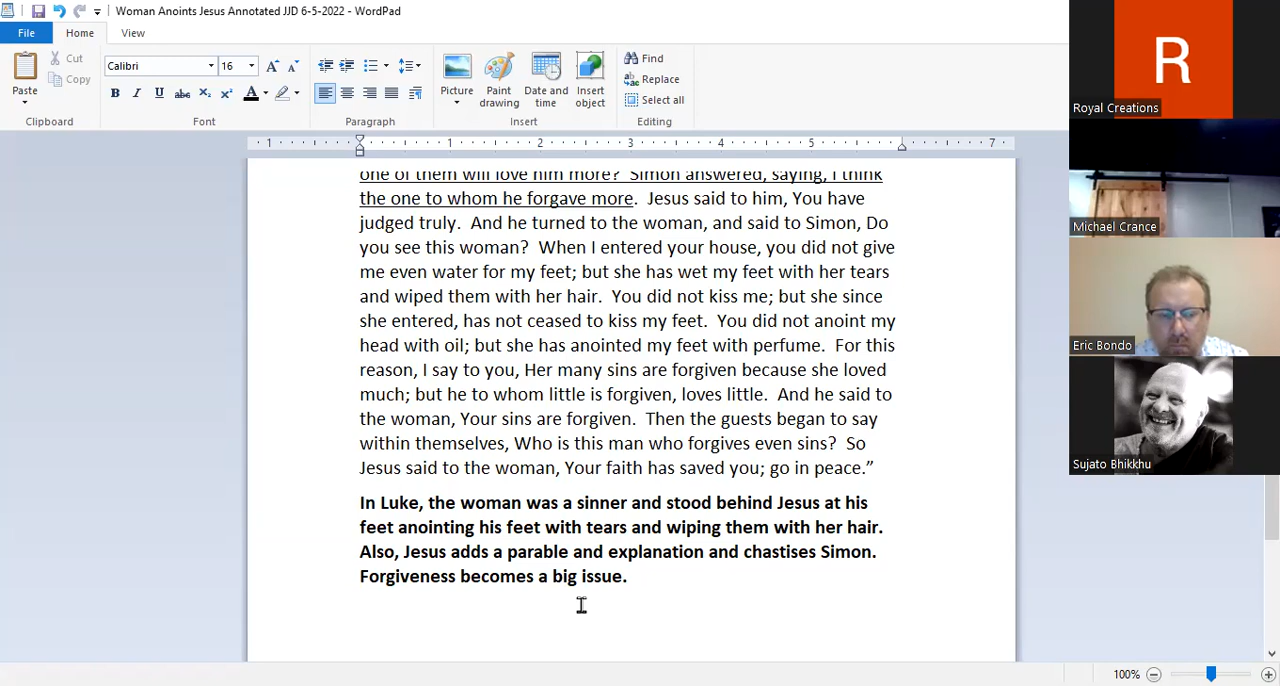 Woman Anoints Jesus Annotated JJD 6-5-2022 - WordPad
File
Home
View
Paste
Cut
Copy
Clipboard
Calibri
16
A A
B I U abc X₂ X² A
Font
Paragraph
Picture
Paint drawing
Date and time
Insert object
Insert
Find
Replace
Select all
Editing
1 1 2 3 4 5 7
one of them will love him more?  Simon answered, saying, I think
the one to whom he forgave more.  Jesus said to him, You have
judged truly.  And he turned to the woman, and said to Simon, Do
you see this woman?  When I entered your house, you did not give
me even water for my feet; but she has wet my feet with her tears
and wiped them with her hair.  You did not kiss me; but she since
she entered, has not ceased to kiss my feet.  You did not anoint my
head with oil; but she has anointed my feet with perfume.  For this
reason, I say to you, Her many sins are forgiven because she loved
much; but he to whom little is forgiven, loves little.  And he said to
the woman, Your sins are forgiven.  Then the guests began to say
within themselves, Who is this man who forgives even sins?  So
Jesus said to the woman, Your faith has saved you; go in peace.”
In Luke, the woman was a sinner and stood behind Jesus at his
feet anointing his feet with tears and wiping them with her hair.
Also, Jesus adds a parable and explanation and chastises Simon.
Forgiveness becomes a big issue.
100%
R
Royal Creations
Michael Crance
Eric Bondo
Sujato Bhikkhu